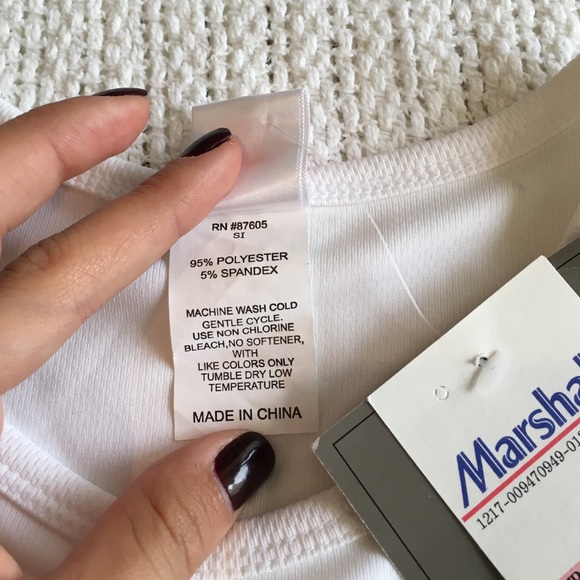 RN #87605
SI
95% POLYESTER
5% SPANDEX
MACHINE WASH COLD
GENTLE CYCLE.
USE NON CHLORINE
BLEACH,NO SOFTENER,
WITH
LIKE COLORS ONLY
TUMBLE DRY LOW
TEMPERATURE
MADE IN CHINA
Marshal
1217-009470949-01